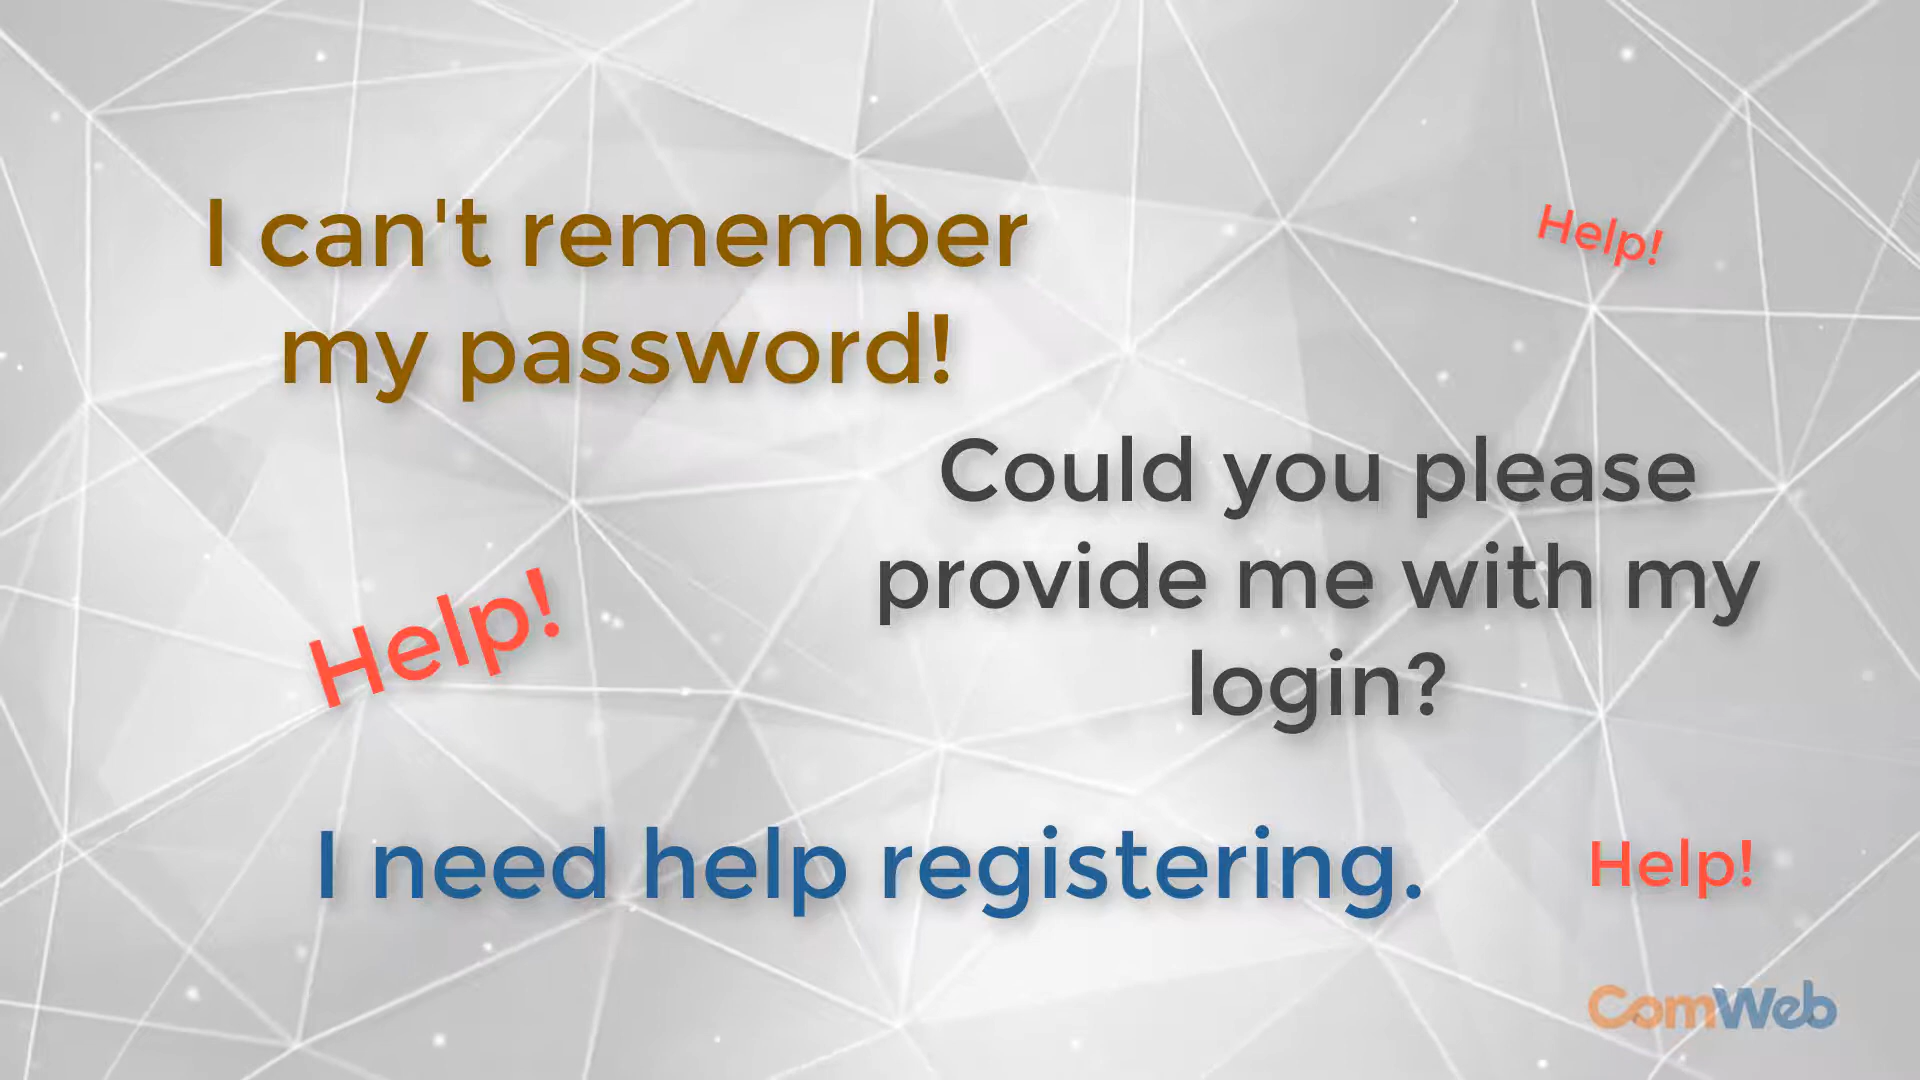 I can't remember
my password!
Help!
Could you please
provide me with my
login?
Help!
I need help registering.
Help!
ComWeb